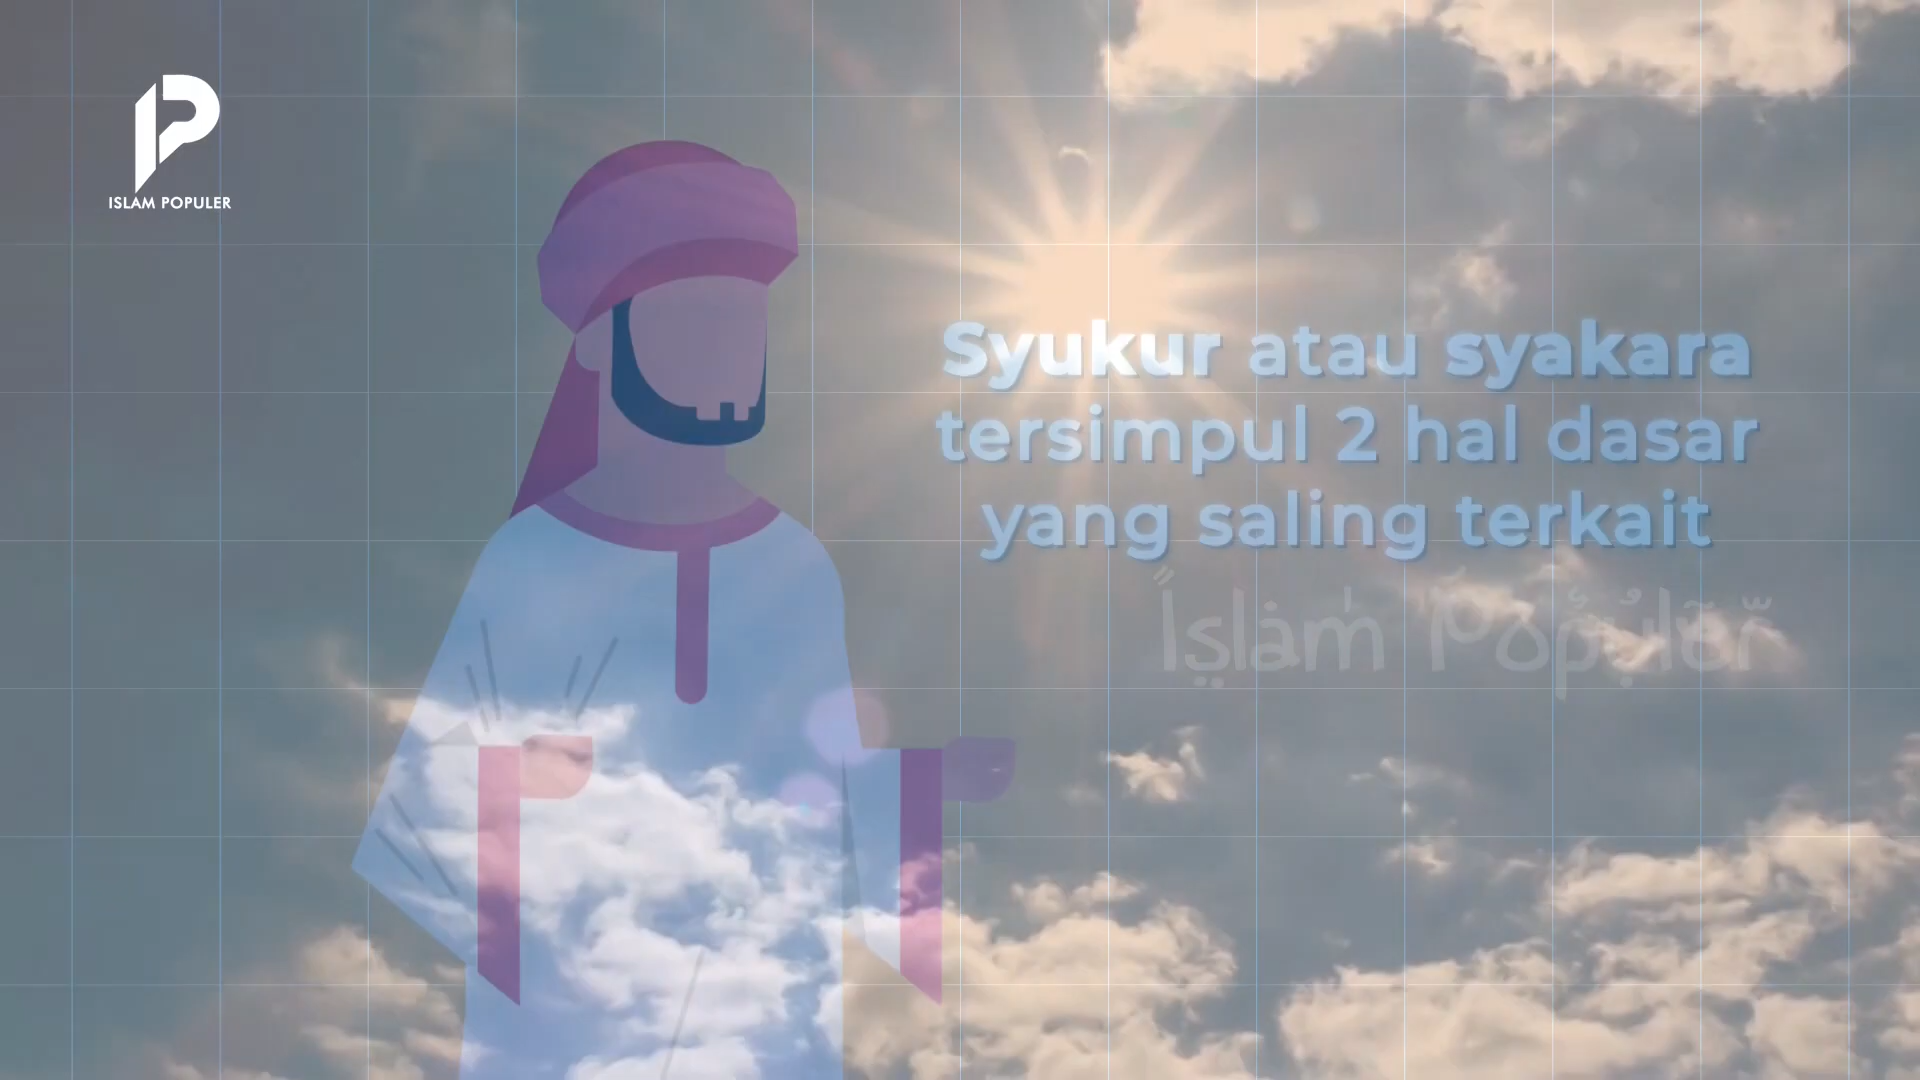 ISLAM POPULER
Syukur atau syakara
tersimpul 2 hal dasar
yang saling terkait
Islam Populer